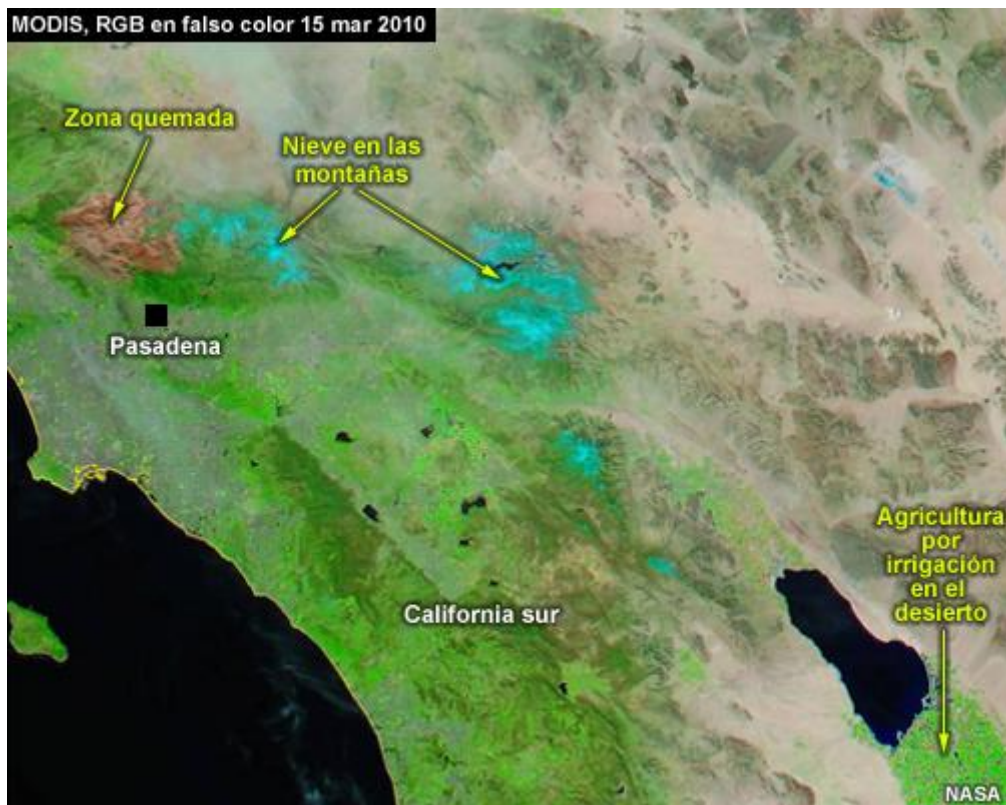 MODIS, RGB en falso color 15 mar 2010
Zona quemada
Nieve en las
montañas
Pasadena
California sur
Agricultura
por
irrigación
en el
desierto
NASA